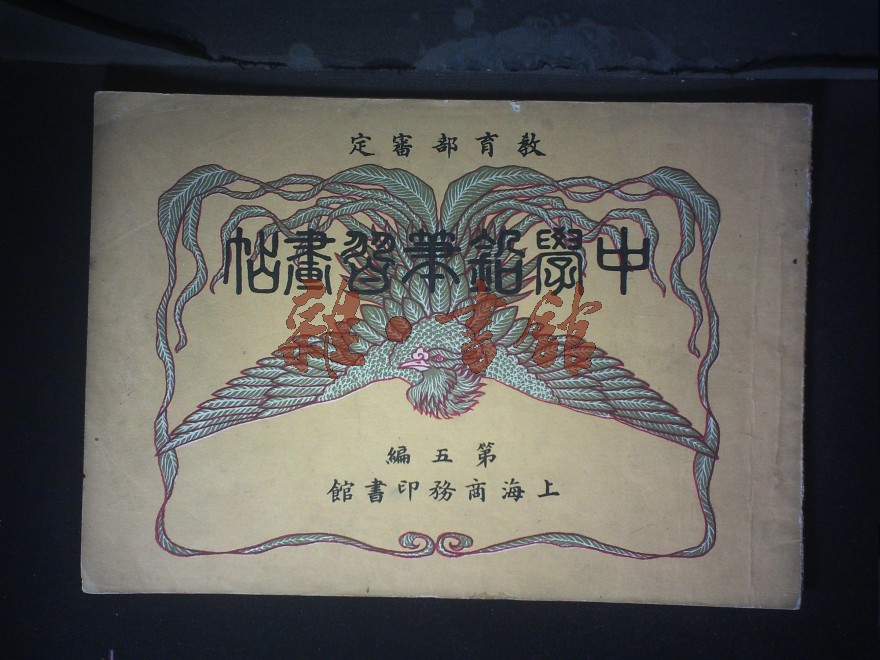 教育部審定
中學鉛筆習畫帖
第五編
上海商務印書館